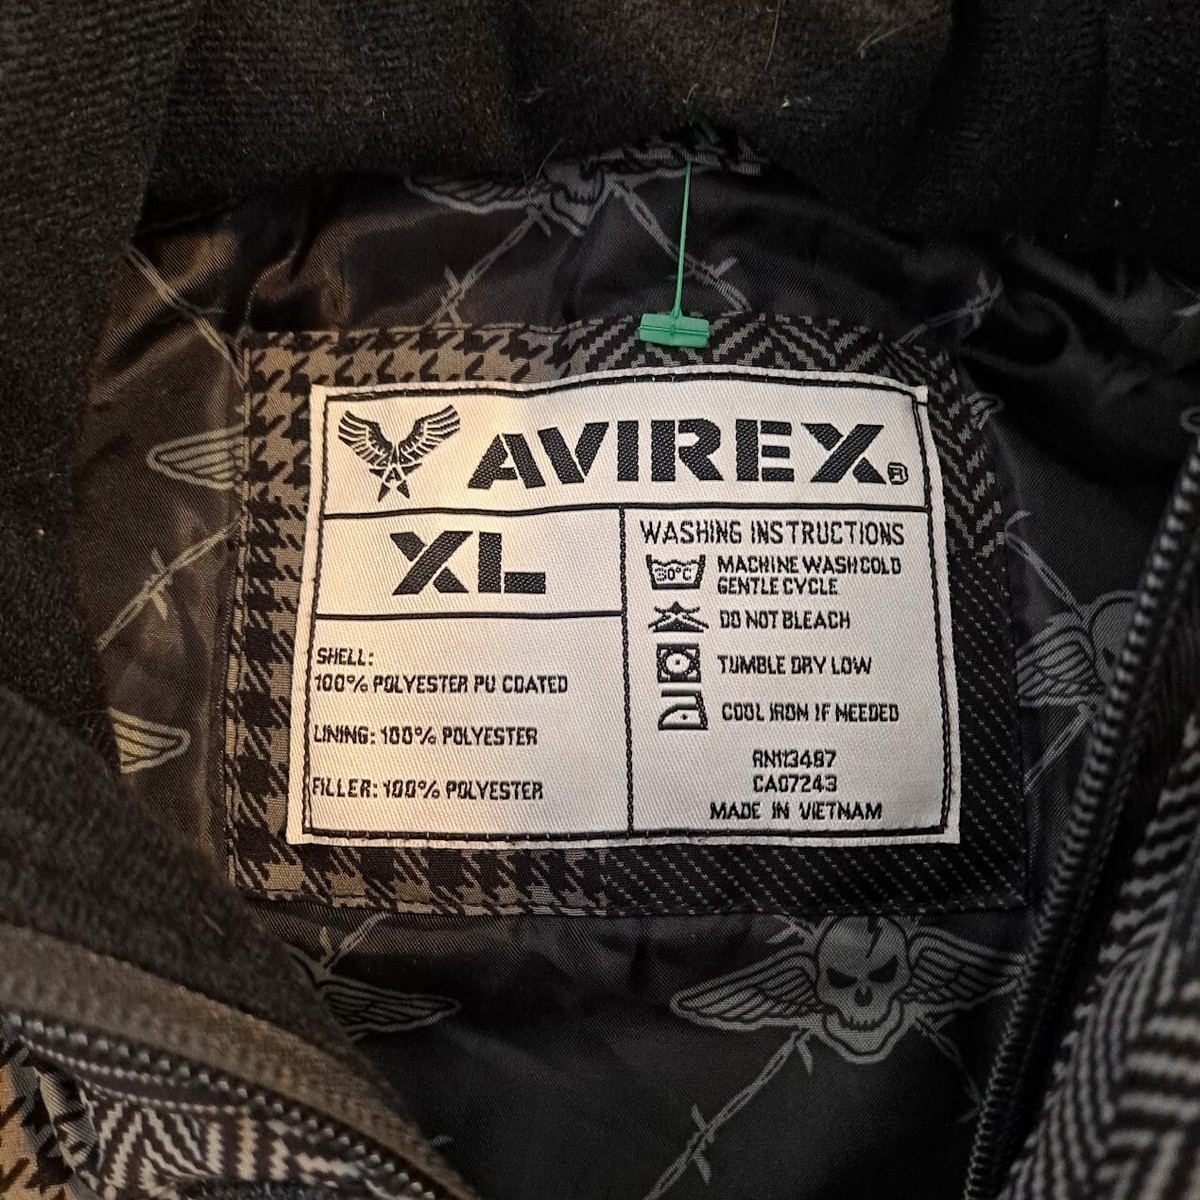 AVIREX®
XL
SHELL:
100% POLYESTER PU COATED
LINING: 100% POLYESTER
FILLER: 100% POLYESTER
WASHING INSTRUCTIONS
30°C
MACHINE WASH COLD
GENTLE CYCLE
DO NOT BLEACH
TUMBLE DRY LOW
COOL IRON IF NEEDED
RN113487
CA07243
MADE IN VIETNAM